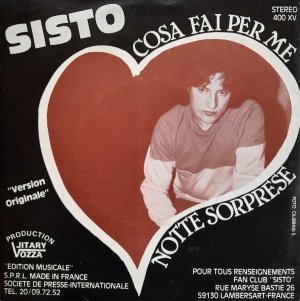 SISTO
STEREO
400 XV
COSA FAI PER ME
NOTTE SORPRESE
"Version
Originale"
PRODUCTION
JITARY
VOZZA
"EDITION MUSICALE"
S.P.R.L. MADE IN FRANCE
SOCIETE DE PRESSE-INTERNATIONALE
TEL. 20/09.72.52
POUR TOUS RENSEIGNEMENTS
FAN CLUB "SISTO"
RUE MARYSE BASTIE 26
59130 LAMBERSART-FRANCE